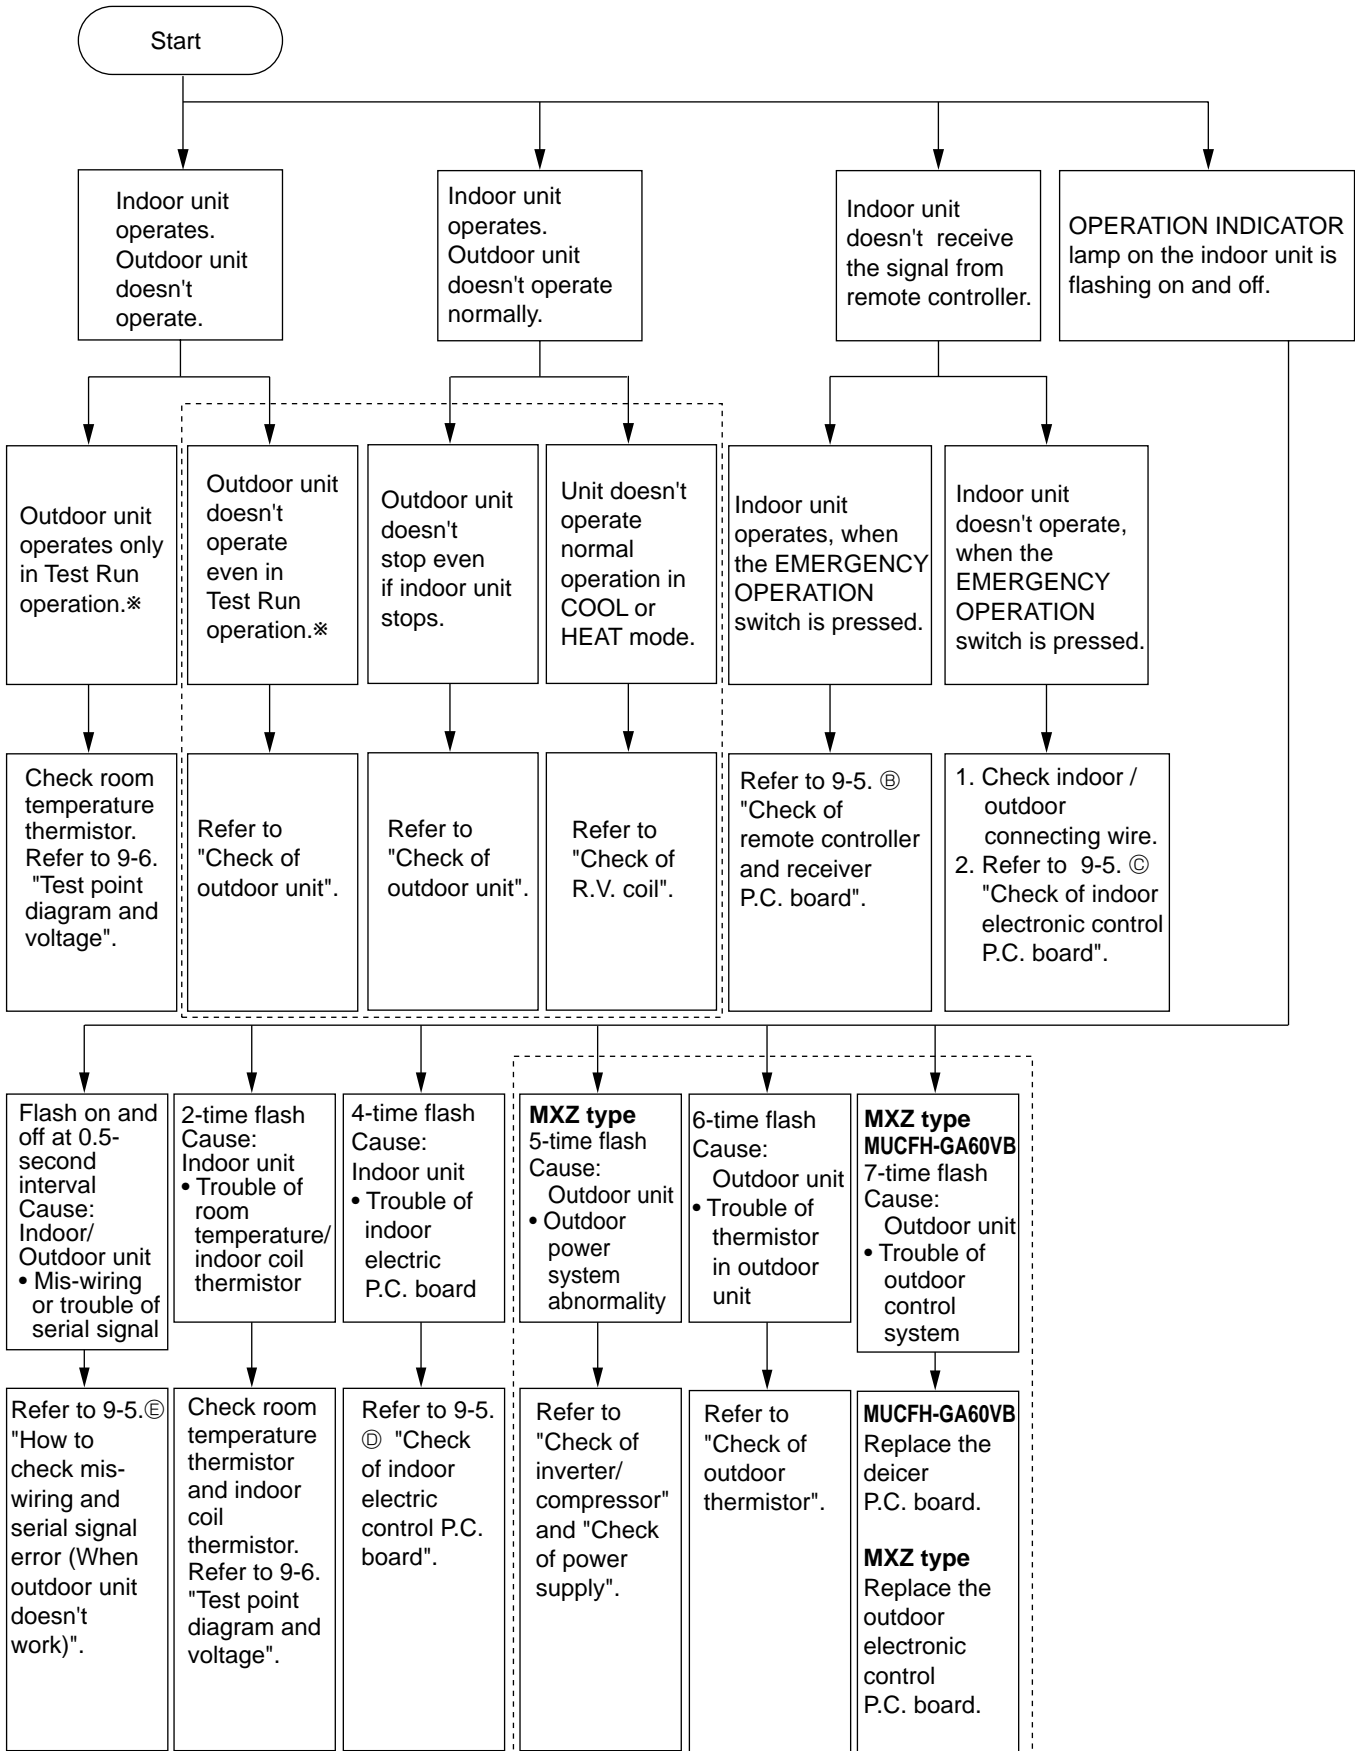 Start
Indoor unit
operates.
Outdoor unit
doesn't
operate.
Indoor unit
operates.
Outdoor unit
doesn't operate
normally.
Indoor unit
doesn't receive
the signal from
remote controller.
OPERATION INDICATOR
lamp on the indoor unit is
flashing on and off.
Outdoor unit
operates only
in Test Run
operation.※
Outdoor unit
doesn't
operate
even in
Test Run
operation.※
Outdoor unit
doesn't
stop even
if indoor unit
stops.
Unit doesn't
operate
normal
operation in
COOL or
HEAT mode.
Indoor unit
operates, when
the EMERGENCY
OPERATION
switch is pressed.
Indoor unit
doesn't operate,
when the
EMERGENCY
OPERATION
switch is pressed.
Check room
temperature
thermistor.
Refer to 9-6.
"Test point
diagram and
voltage".
Refer to
"Check of
outdoor unit".
Refer to
"Check of
outdoor unit".
Refer to
"Check of
R.V. coil".
Refer to 9-5. Ⓑ
"Check of
remote controller
and receiver
P.C. board".
1. Check indoor /
outdoor
connecting wire.
2. Refer to 9-5. Ⓒ
"Check of indoor
electronic control
P.C. board".
Flash on and
off at 0.5-
second
interval
Cause:
Indoor/
Outdoor unit
• Mis-wiring
or trouble of
serial signal
2-time flash
Cause:
Indoor unit
• Trouble of
room
temperature/
indoor coil
thermistor
4-time flash
Cause:
Indoor unit
• Trouble of
indoor
electric
P.C. board
MXZ type
5-time flash
Cause:
Outdoor unit
• Outdoor
power
system
abnormality
6-time flash
Cause:
Outdoor unit
• Trouble of
thermistor
in outdoor
unit
MXZ type
MUCFH-GA60VB
7-time flash
Cause:
Outdoor unit
• Trouble of
outdoor
control
system
Refer to 9-5.Ⓔ
"How to
check mis-
wiring and
serial signal
error (When
outdoor unit
doesn't
work)".
Check room
temperature
thermistor
and indoor
coil
thermistor.
Refer to 9-6.
"Test point
diagram and
voltage".
Refer to 9-5.
Ⓓ "Check
of indoor
electric
control P.C.
board".
Refer to
"Check of
inverter/
compressor"
and "Check
of power
supply".
Refer to
"Check of
outdoor
thermistor".
MUCFH-GA60VB
Replace the
deicer
P.C. board.
MXZ type
Replace the
outdoor
electronic
control
P.C. board.